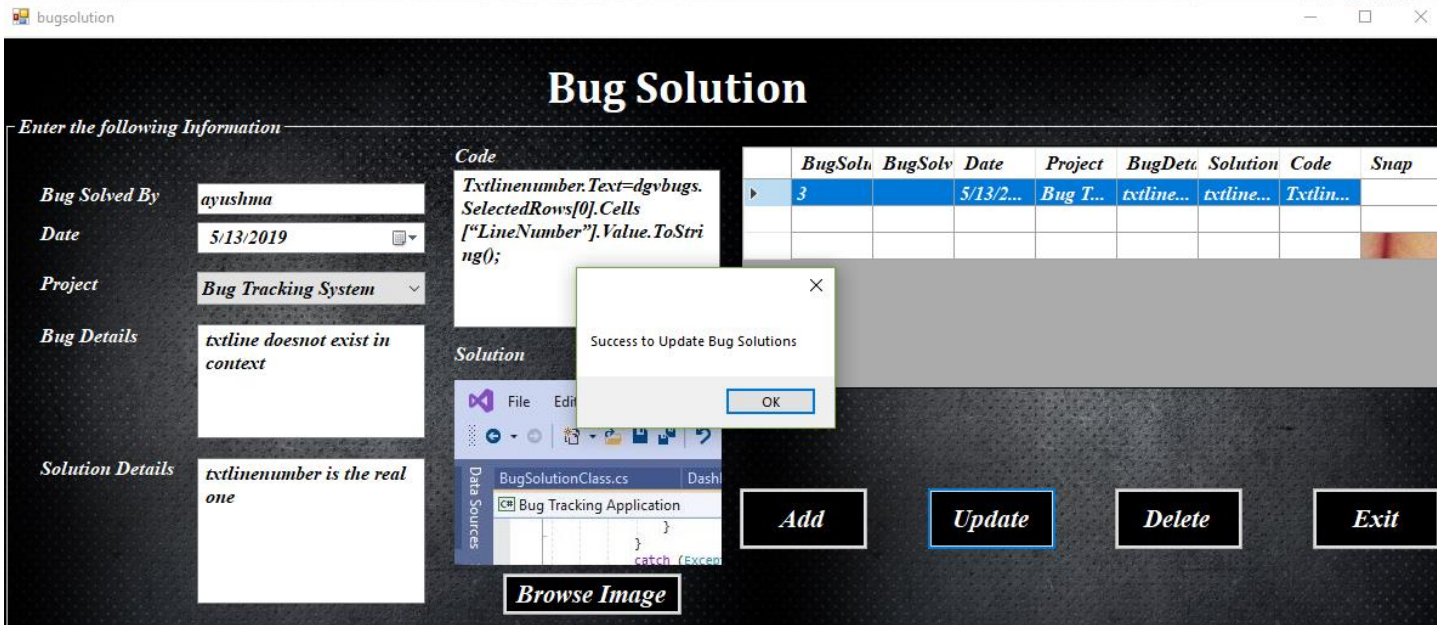 bugsolution
Bug Solution
Enter the following Information
Bug Solved By
ayushma
Date
5/13/2019
Project
Bug Tracking System
Bug Details
txtline doesnot exist in
context
Solution Details
txtlinenumber is the real
one
Code
Txtlinenumber.Text=dgvbugs.
SelectedRows[0].Cells
[“LineNumber”].Value.ToStri
ng();
Solution
File Edi
Data Sources
BugSolutionClass.cs Dash
C# Bug Tracking Application
}
}
catch (Excep
Browse Image
Success to Update Bug Solutions
OK
BugSolu BugSolv Date Project BugDeta Solution Code Snap
3 5/13/2... Bug T... txtline... txtline... Txtlin...
Add Update Delete Exit